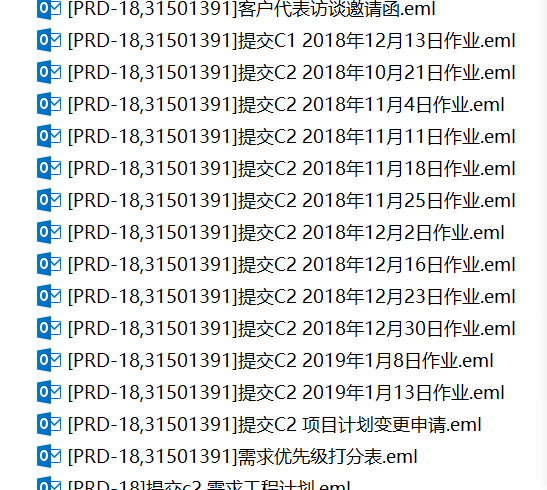 [PRD-18,31501391]客户代表访谈邀请函.eml
[PRD-18,31501391]提交C1 2018年12月13日作业.eml
[PRD-18,31501391]提交C2 2018年10月21日作业.eml
[PRD-18,31501391]提交C2 2018年11月4日作业.eml
[PRD-18,31501391]提交C2 2018年11月11日作业.eml
[PRD-18,31501391]提交C2 2018年11月18日作业.eml
[PRD-18,31501391]提交C2 2018年11月25日作业.eml
[PRD-18,31501391]提交C2 2018年12月2日作业.eml
[PRD-18,31501391]提交C2 2018年12月16日作业.eml
[PRD-18,31501391]提交C2 2018年12月23日作业.eml
[PRD-18,31501391]提交C2 2018年12月30日作业.eml
[PRD-18,31501391]提交C2 2019年1月8日作业.eml
[PRD-18,31501391]提交C2 2019年1月13日作业.eml
[PRD-18,31501391]提交C2 项目计划变更申请.eml
[PRD-18,31501391]需求优先级打分表.eml
[PRD-18]提交c2 需求工程计划.eml